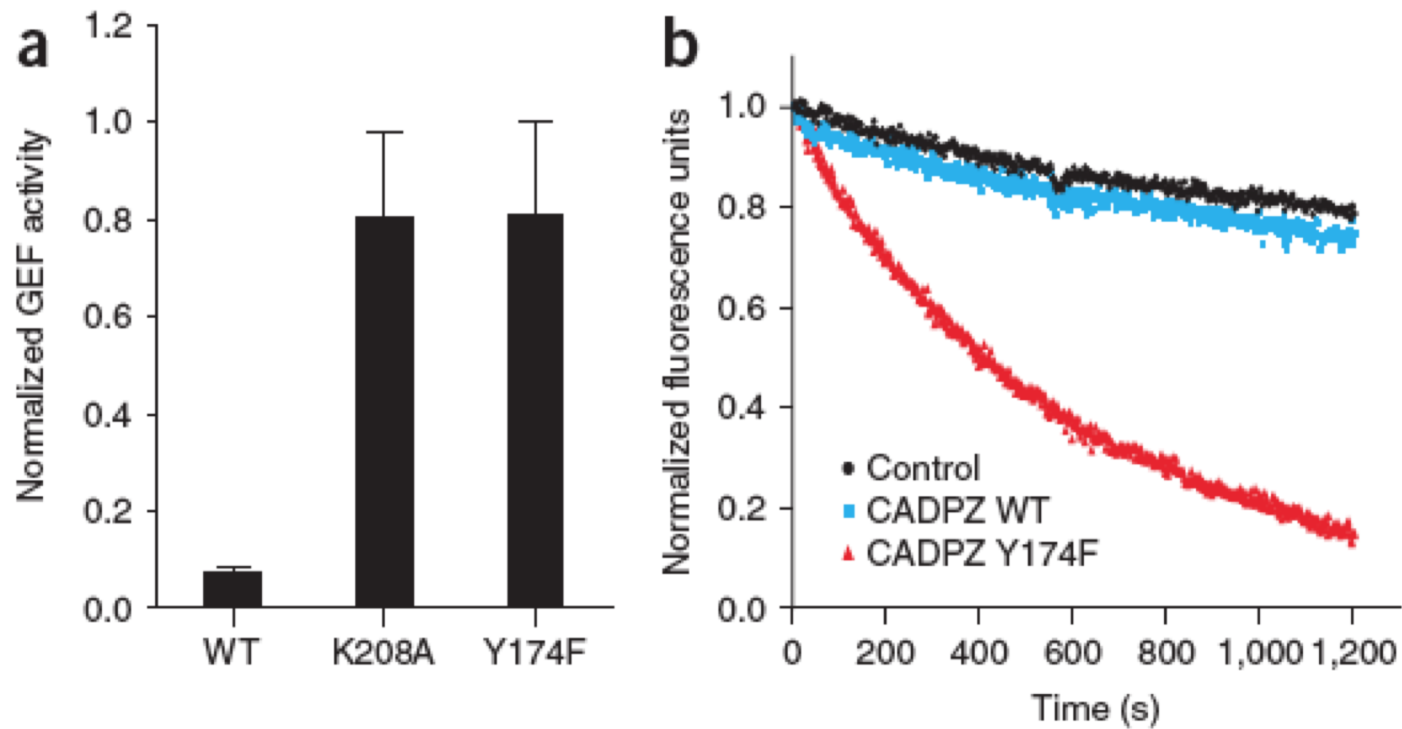 a
Normalized GEF activity
1.2
1.0
0.8
0.6
0.4
0.2
0.0
WT K208A Y174F
b
Normalized fluorescence units
1.0
0.8
0.6
0.4
0.2
0.0
Control
CADPZ WT
CADPZ Y174F
0 200 400 600 800 1,000 1,200
Time (s)